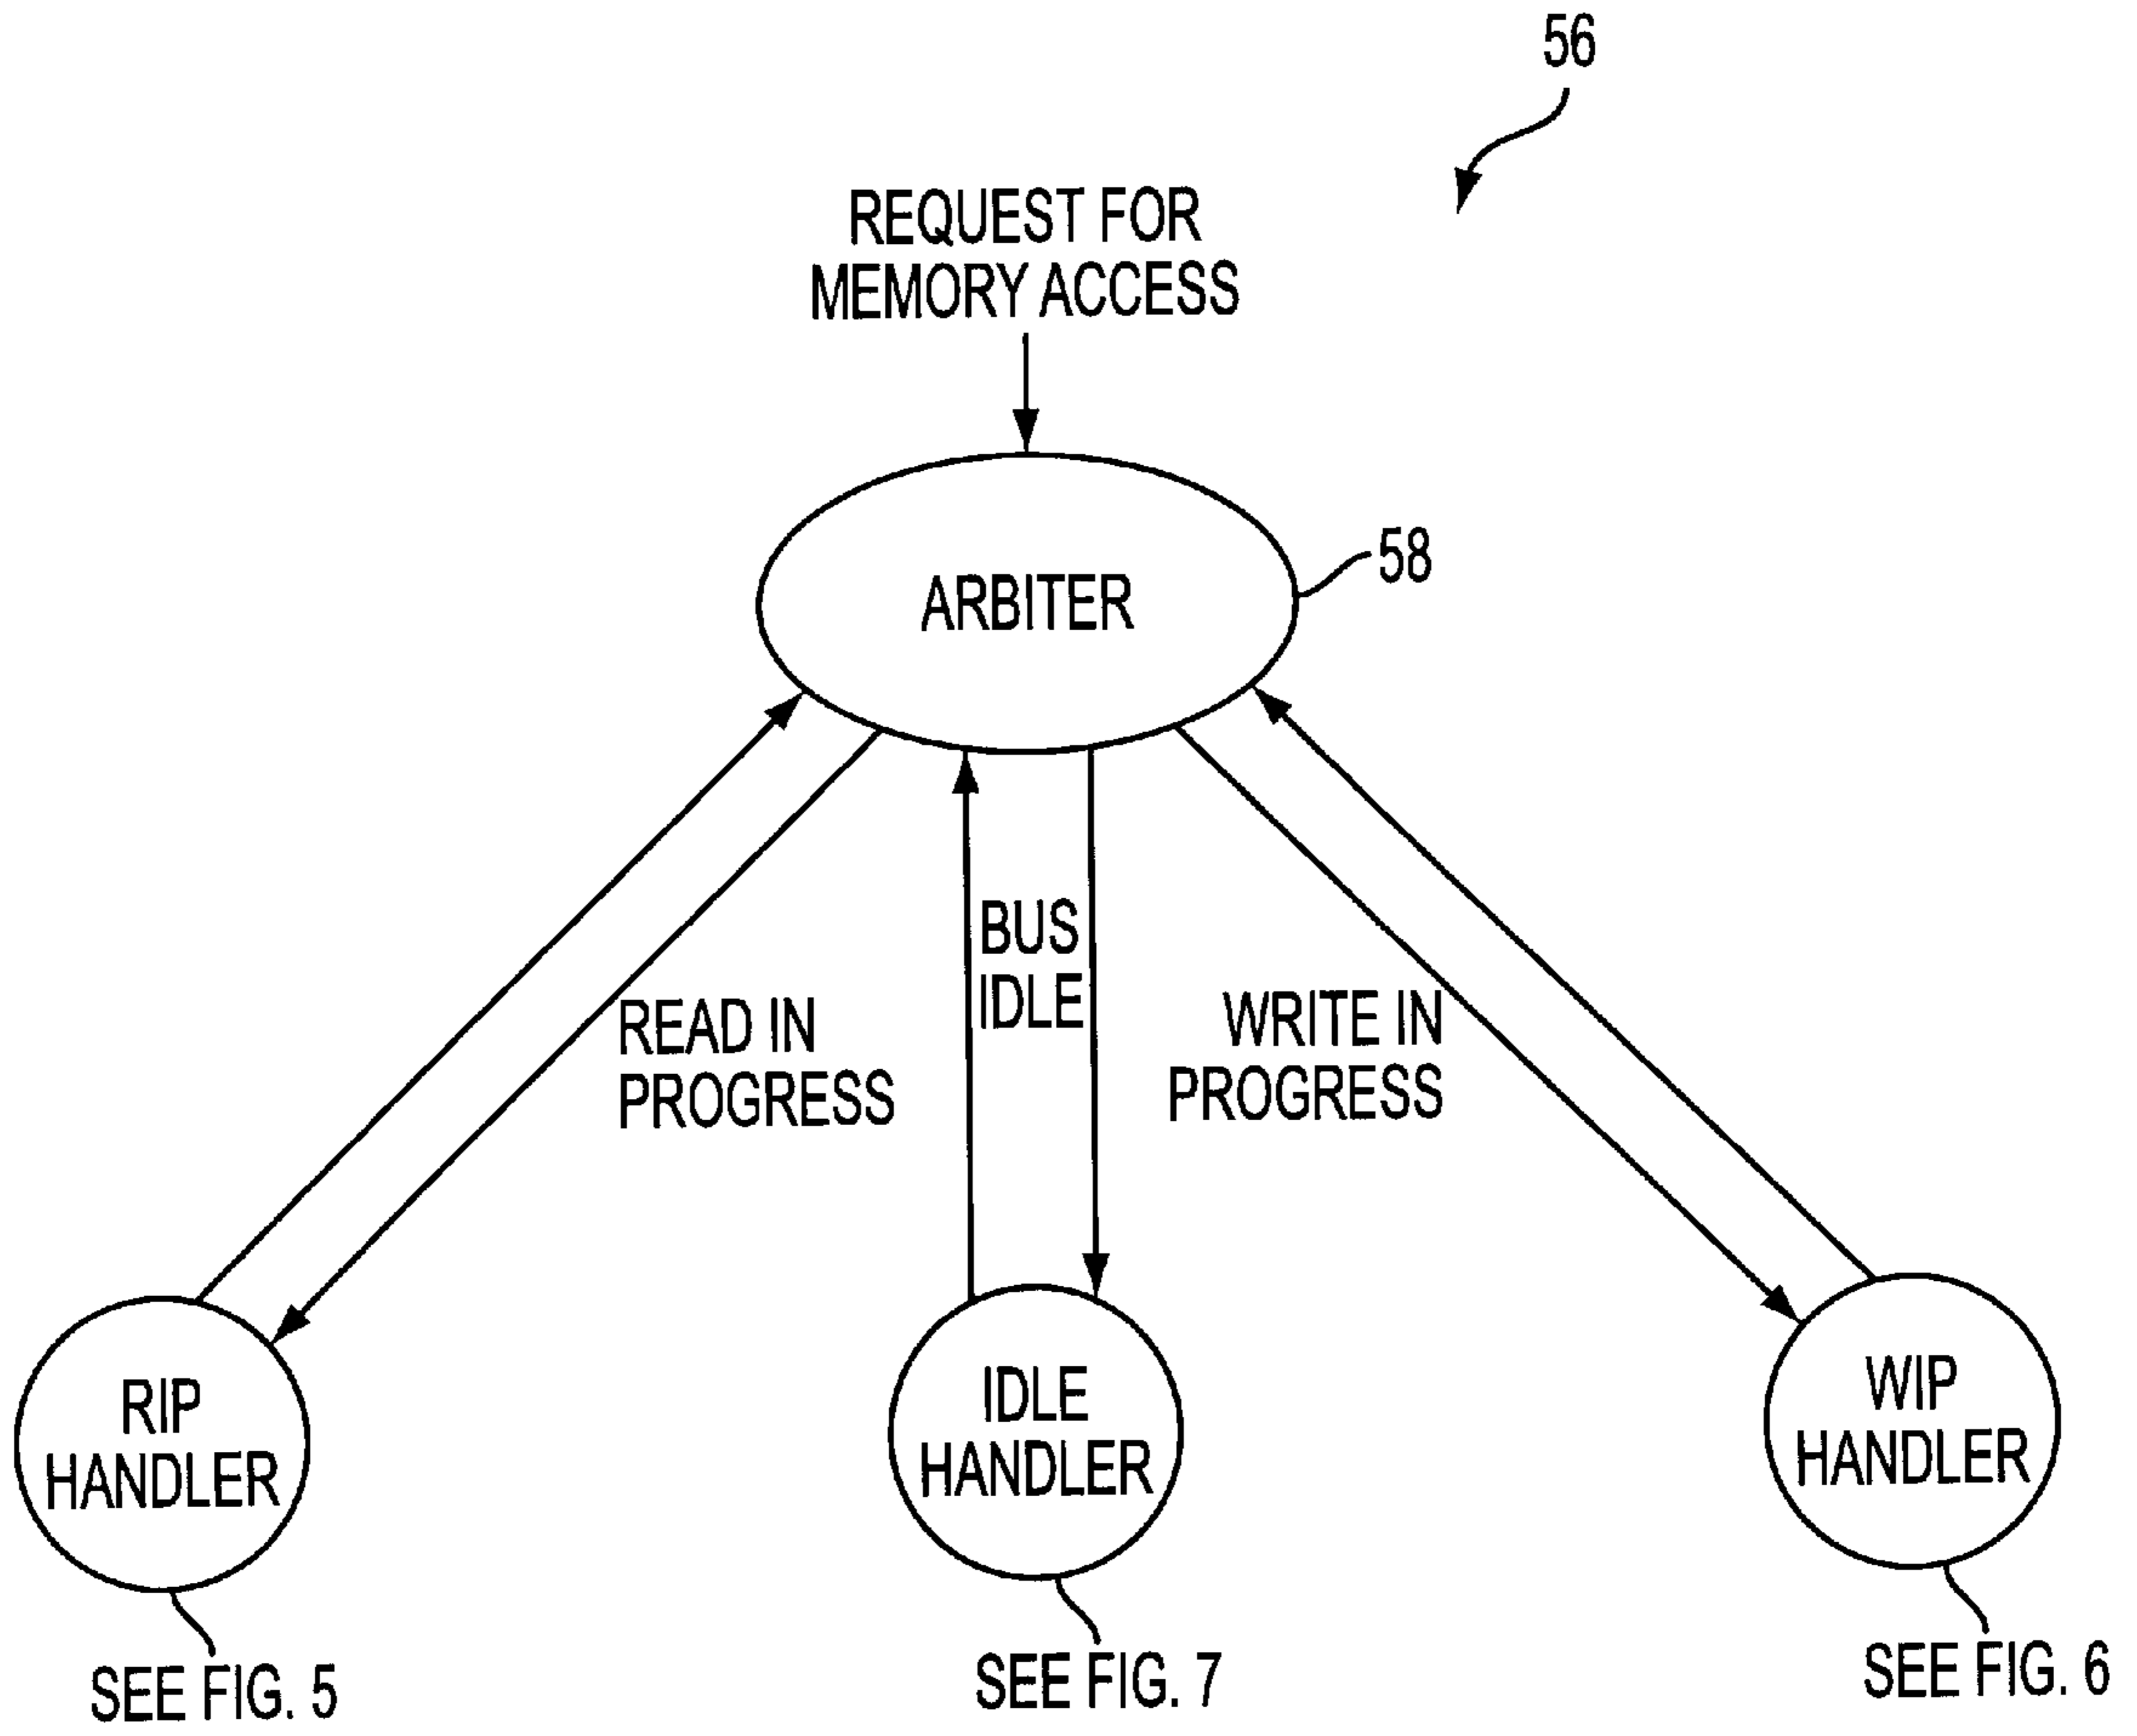 56
REQUEST FOR
MEMORY ACCESS
ARBITER
58
BUS
IDLE
READ IN
PROGRESS
WRITE IN
PROGRESS
RIP
HANDLER
IDLE
HANDLER
WIP
HANDLER
SEE FIG. 5
SEE FIG. 7
SEE FIG. 6